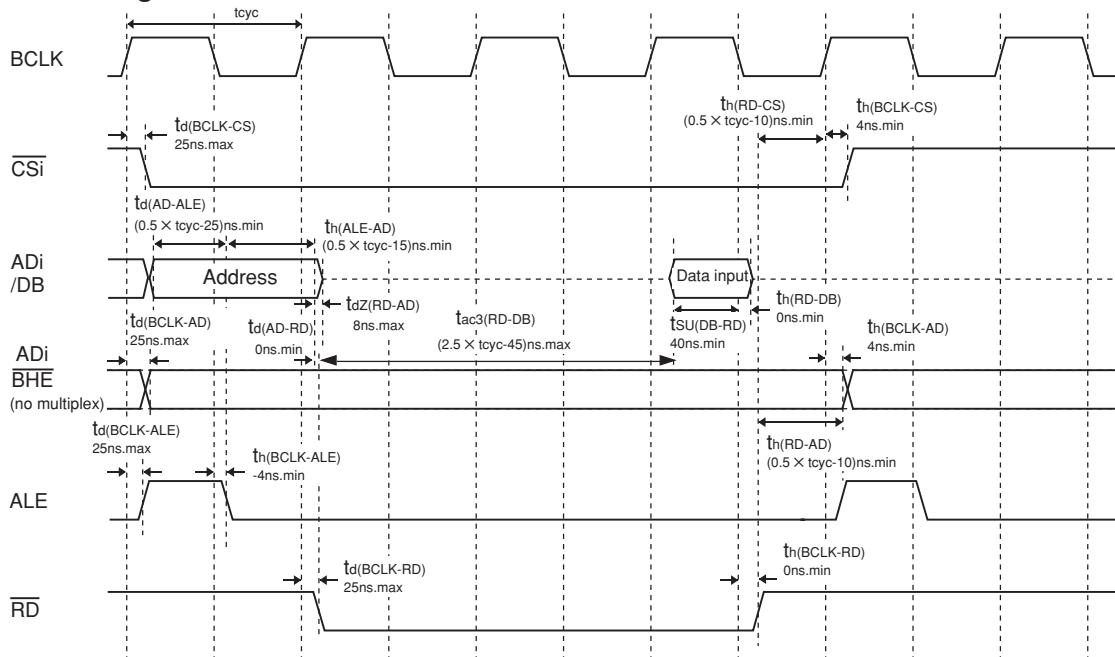 tcyc
BCLK
th(RD-CS)
(0.5 × tcyc-10)ns.min
th(BCLK-CS)
4ns.min
td(BCLK-CS)
25ns.max
CSi
td(AD-ALE)
(0.5 × tcyc-25)ns.min
th(ALE-AD)
(0.5 × tcyc-15)ns.min
ADi
/DB
Address
Data input
td(BCLK-AD)
25ns.max
td(AD-RD)
0ns.min
tdZ(RD-AD)
8ns.max
tac3(RD-DB)
(2.5 × tcyc-45)ns.max
tSU(DB-RD)
40ns.min
th(RD-DB)
0ns.min
th(BCLK-AD)
4ns.min
ADi
BHE
(no multiplex)
td(BCLK-ALE)
25ns.max
th(BCLK-ALE)
-4ns.min
th(RD-AD)
(0.5 × tcyc-10)ns.min
ALE
td(BCLK-RD)
25ns.max
th(BCLK-RD)
0ns.min
RD